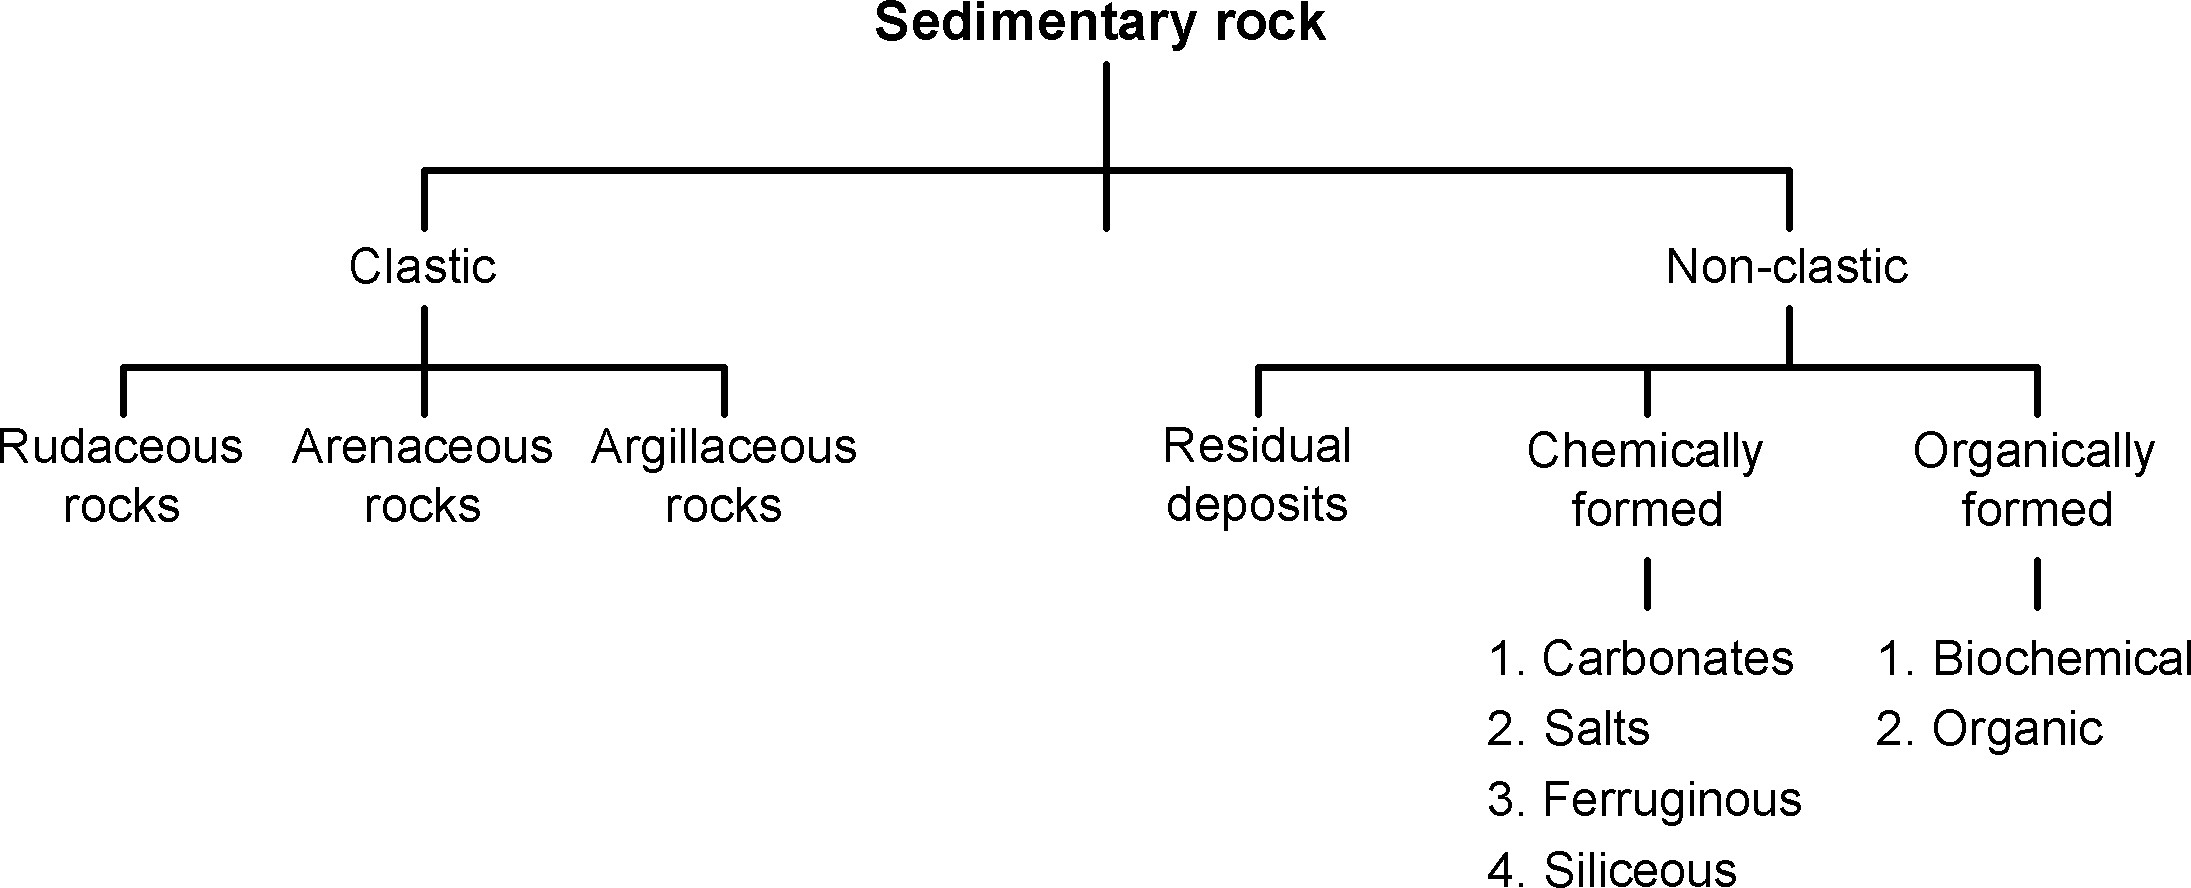 Sedimentary rock
Clastic
Non-clastic
Rudaceous
rocks
Arenaceous
rocks
Argillaceous
rocks
Residual
deposits
Chemically
formed
Organically
formed
1. Carbonates
2. Salts
3. Ferruginous
4. Siliceous
1. Biochemical
2. Organic